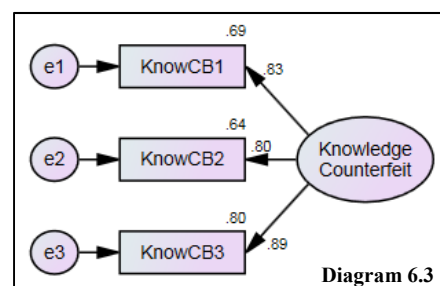 .69
e1
KnowCB1
.83
.64
e2
KnowCB2
.80
Knowledge
Counterfeit
.80
e3
KnowCB3
.89
Diagram 6.3